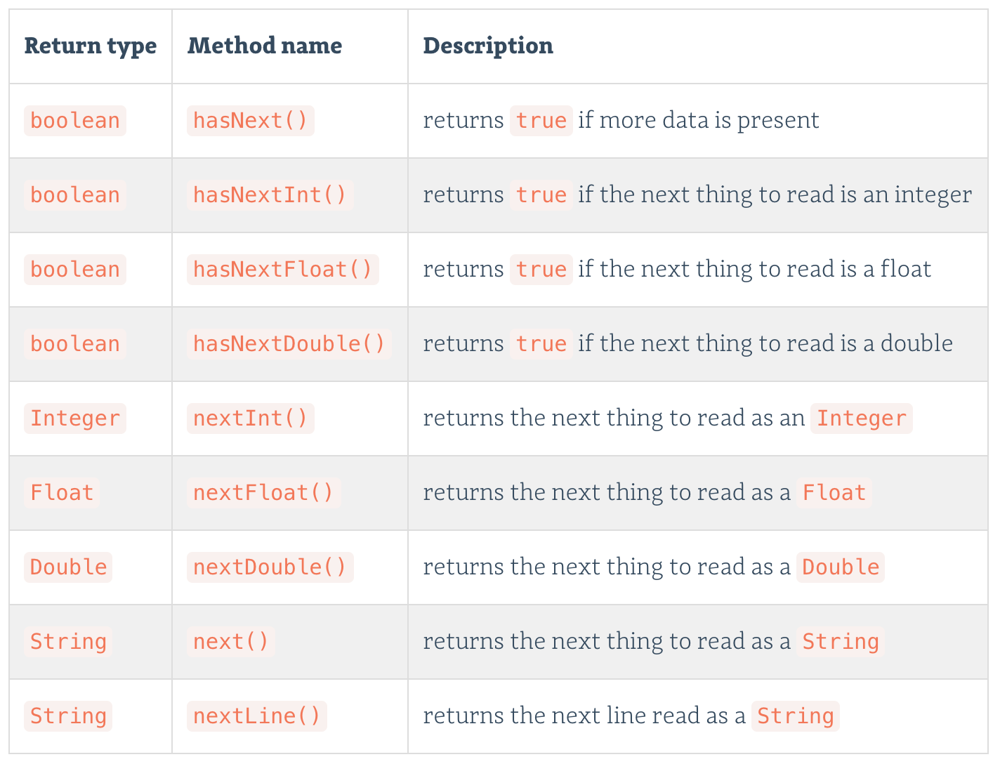 Return type Method name Description
boolean hasNext() returns true if more data is present
boolean hasNextInt() returns true if the next thing to read is an integer
boolean hasNextFloat() returns true if the next thing to read is a float
boolean hasNextDouble() returns true if the next thing to read is a double
Integer nextInt() returns the next thing to read as an Integer
Float nextFloat() returns the next thing to read as a Float
Double nextDouble() returns the next thing to read as a Double
String next() returns the next thing to read as a String
String nextLine() returns the next line read as a String